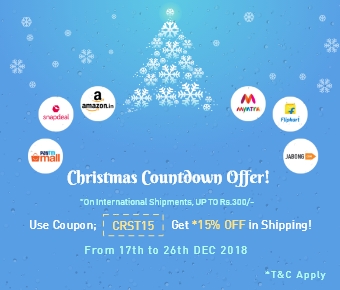 snapdeal
amazon.in
Myntra
Flipkart
PAYTM
mall
JABONG
Christmas Countdown Offer!
*On International Shipments, UP TO Rs.300/-
Use Coupon; CRST15 Get *15% OFF in Shipping!
From 17th to 26th DEC 2018
*T&C Apply